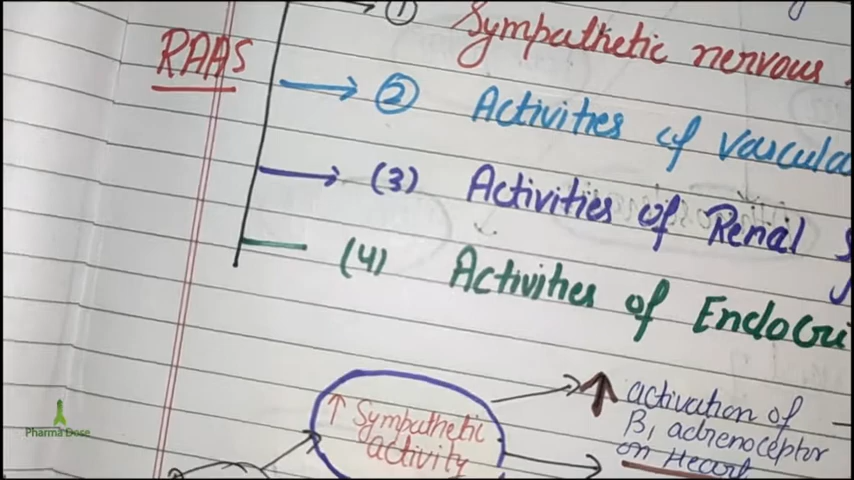 ① Sympathetic nervous
RAAS
② Activities of vascula
(3) Activities of Renal S
(4) Activities of Endocri
↑ Sympathetic
activity
↑ activation of
β₁ adrenoceptor
on Heart
Pharma Dose